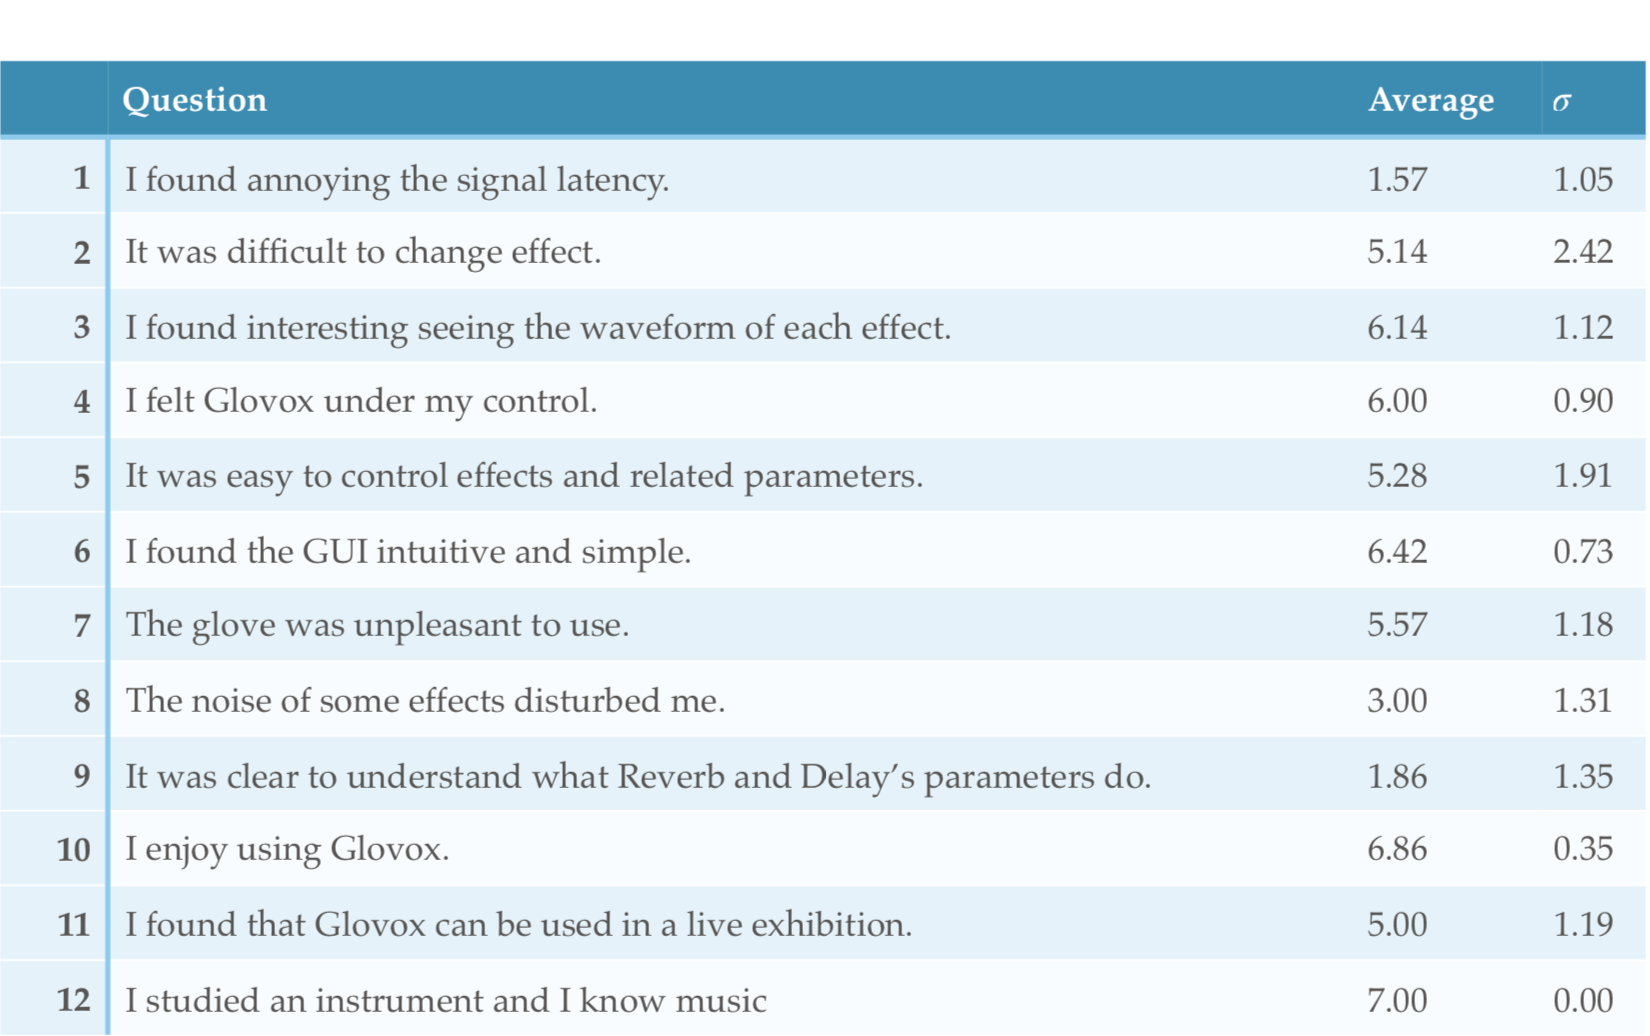 Question Average σ
1 I found annoying the signal latency. 1.57 1.05
2 It was difficult to change effect. 5.14 2.42
3 I found interesting seeing the waveform of each effect. 6.14 1.12
4 I felt Glovox under my control. 6.00 0.90
5 It was easy to control effects and related parameters. 5.28 1.91
6 I found the GUI intuitive and simple. 6.42 0.73
7 The glove was unpleasant to use. 5.57 1.18
8 The noise of some effects disturbed me. 3.00 1.31
9 It was clear to understand what Reverb and Delay’s parameters do. 1.86 1.35
10 I enjoy using Glovox. 6.86 0.35
11 I found that Glovox can be used in a live exhibition. 5.00 1.19
12 I studied an instrument and I know music 7.00 0.00